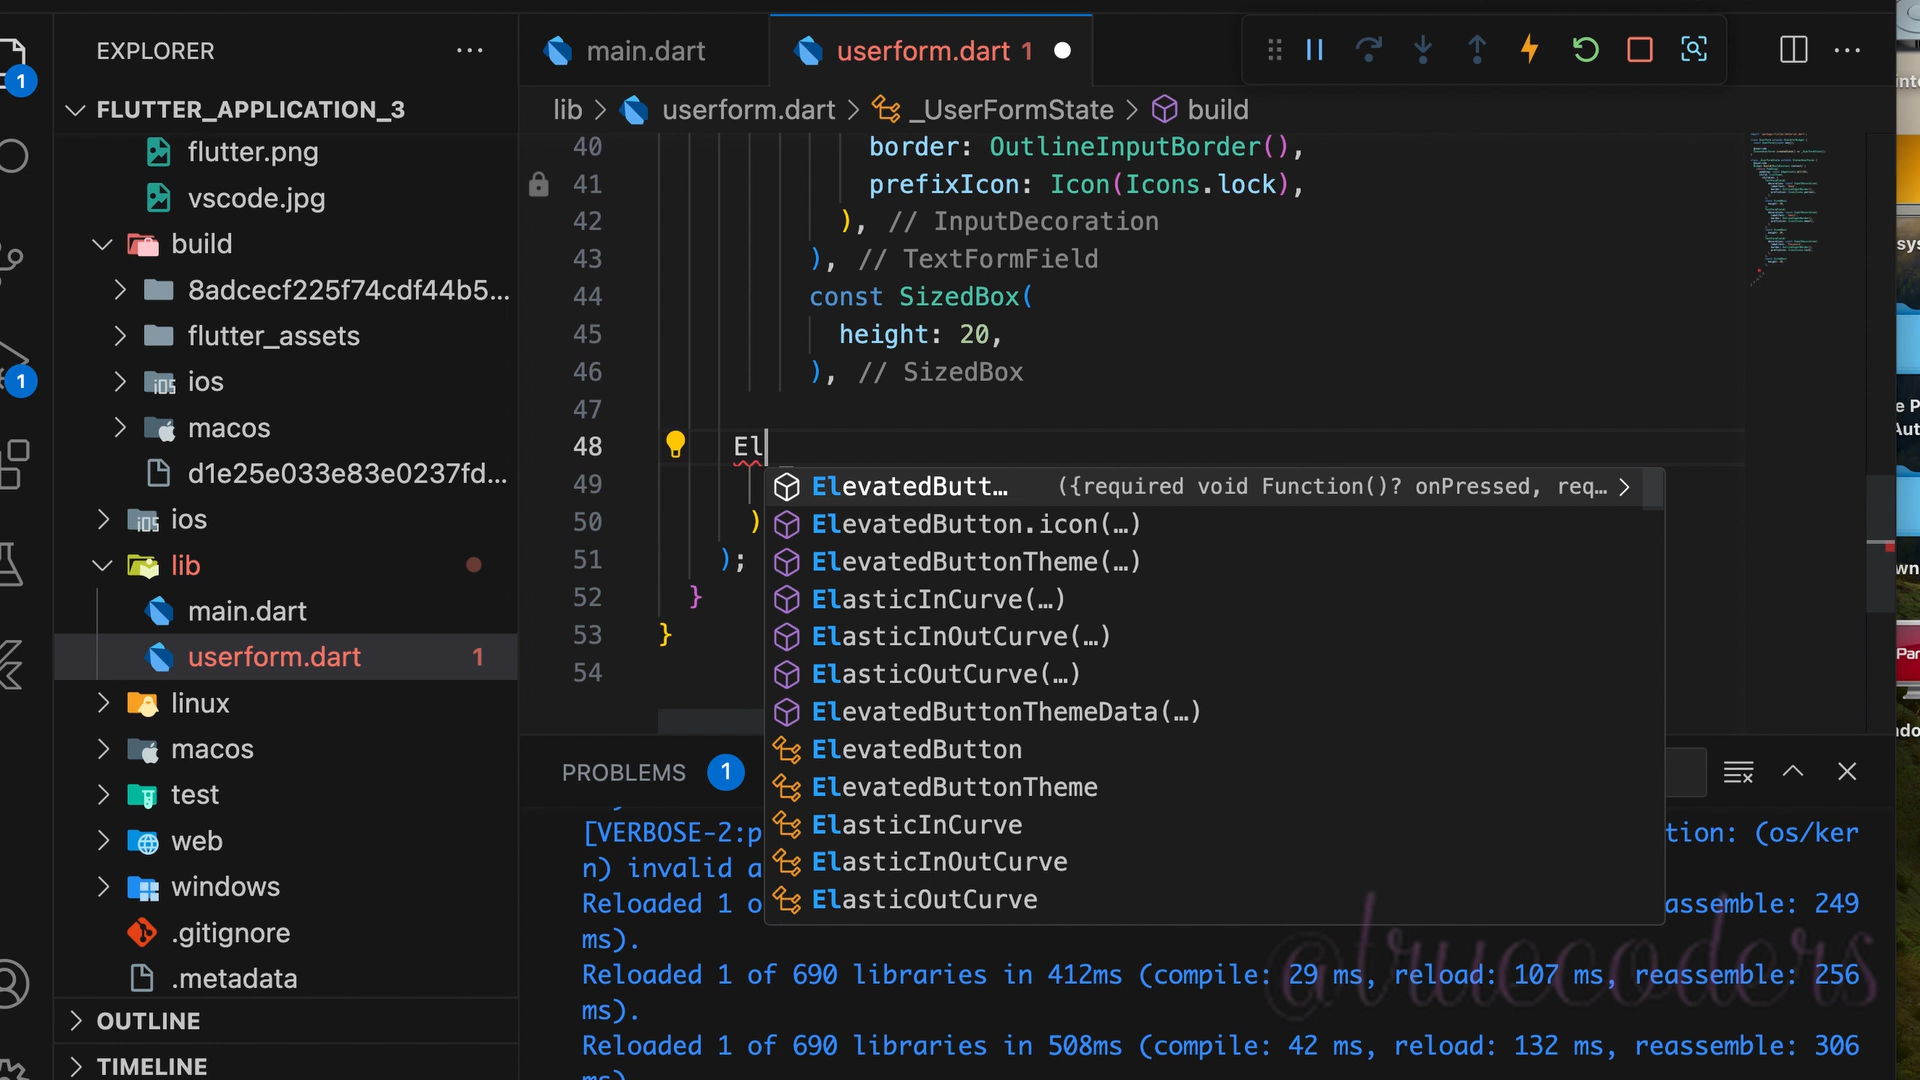 EXPLORER
FLUTTER_APPLICATION_3
flutter.png
vscode.jpg
build
8adcecf225f74cdf44b5...
flutter_assets
ios
macos
d1e25e033e83e0237fd...
ios
lib
main.dart
userform.dart 1
linux
macos
test
web
windows
.gitignore
.metadata
OUTLINE
TIMELINE
1
1
main.dart
userform.dart 1
lib > userform.dart > _UserFormState > build
40 border: OutlineInputBorder(),
41 prefixIcon: Icon(Icons.lock),
42 ), // InputDecoration
43 ), // TextFormField
44 const SizedBox(
45 height: 20,
46 ), // SizedBox
47
48 El
49
50 )
51 );
52 }
53 }
54
ElevatedButt... ({required void Function()? onPressed, req... >
ElevatedButton.icon(…)
ElevatedButtonTheme(…)
ElasticInCurve(…)
ElasticInOutCurve(…)
ElasticOutCurve(…)
ElevatedButtonThemeData(…)
ElevatedButton
ElevatedButtonTheme
ElasticInCurve
ElasticInOutCurve
ElasticOutCurve
PROBLEMS 1
[VERBOSE-2:p tion: (os/ker
n) invalid a
Reloaded 1 o assemble: 249
ms).
Reloaded 1 of 690 libraries in 412ms (compile: 29 ms, reload: 107 ms, reassemble: 256
ms).
Reloaded 1 of 690 libraries in 508ms (compile: 42 ms, reload: 132 ms, reassemble: 306
@truecoders